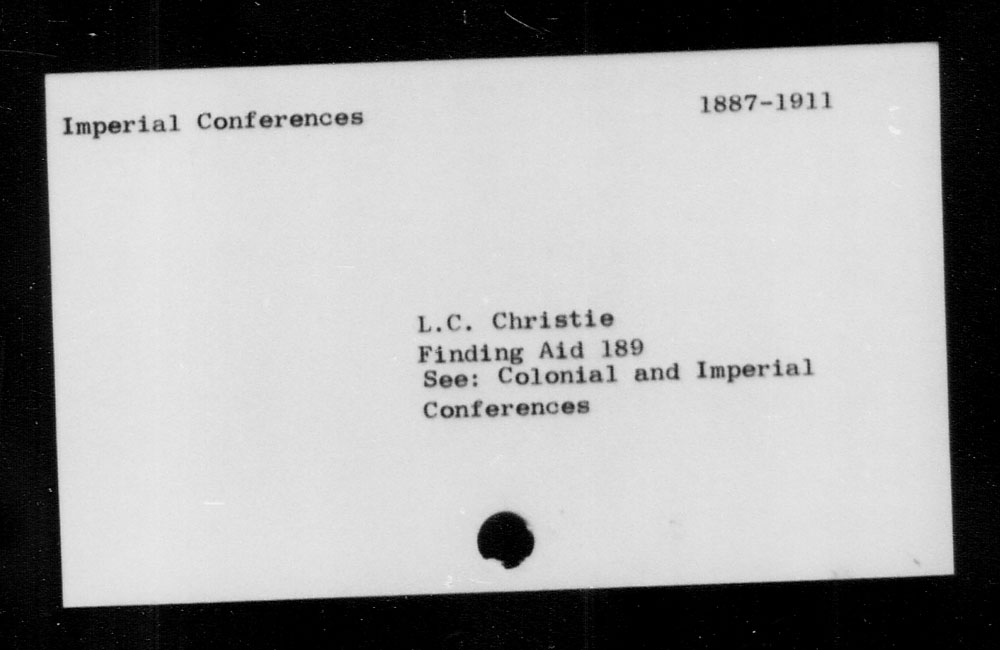 Imperial Conferences 1887-1911
L.C. Christie
Finding Aid 189
See: Colonial and Imperial
Conferences